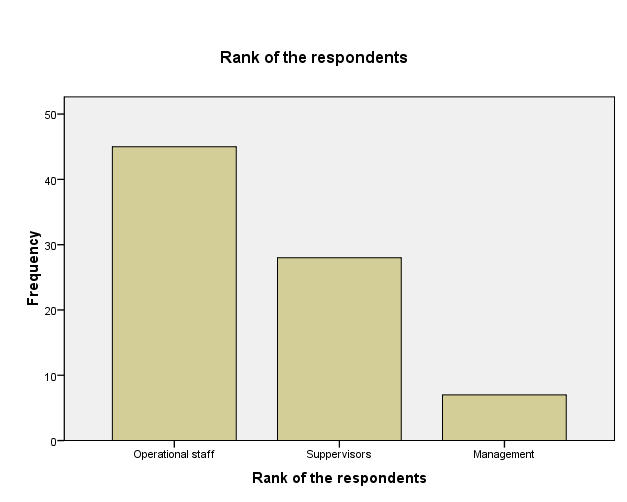 Rank of the respondents
50
40
30
20
10
0
Frequency
Operational staff
Suppervisors
Management
Rank of the respondents